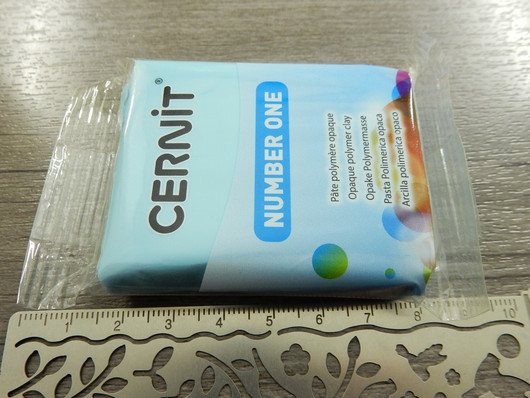 CERNiT®
NUMBER ONE
Pâte polymère opaque
Opaque polymer clay
Opake Polymermasse
Pasta Polimerica opaca
Arcilla polimerica opaco
1 2 3 4 5 6 7 8 9 10